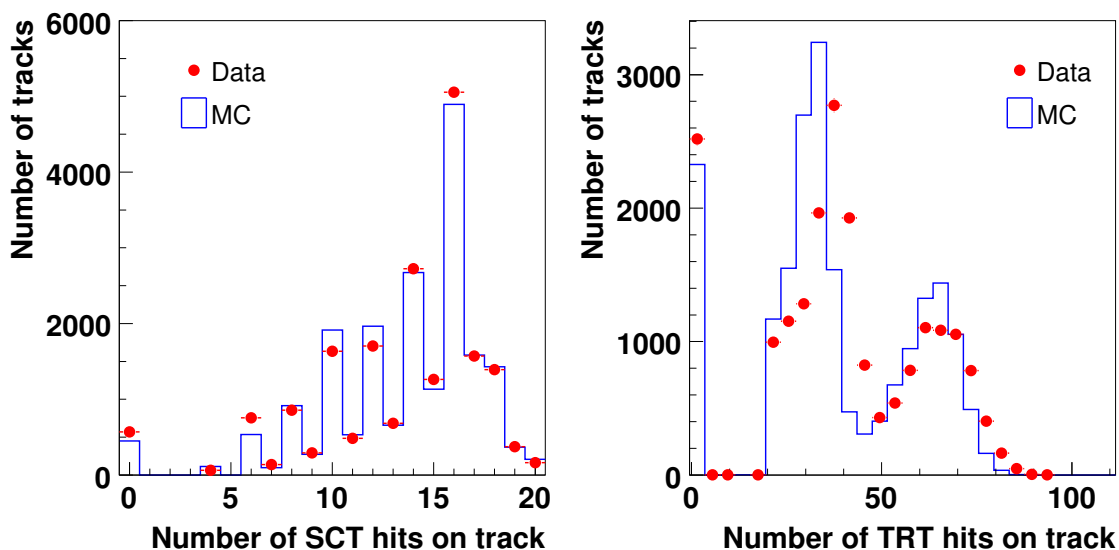 Number of tracks
6000
4000
2000
0
Data
MC
0
5
10
15
20
Number of SCT hits on track
Number of tracks
3000
2000
1000
0
Data
MC
0
50
100
Number of TRT hits on track